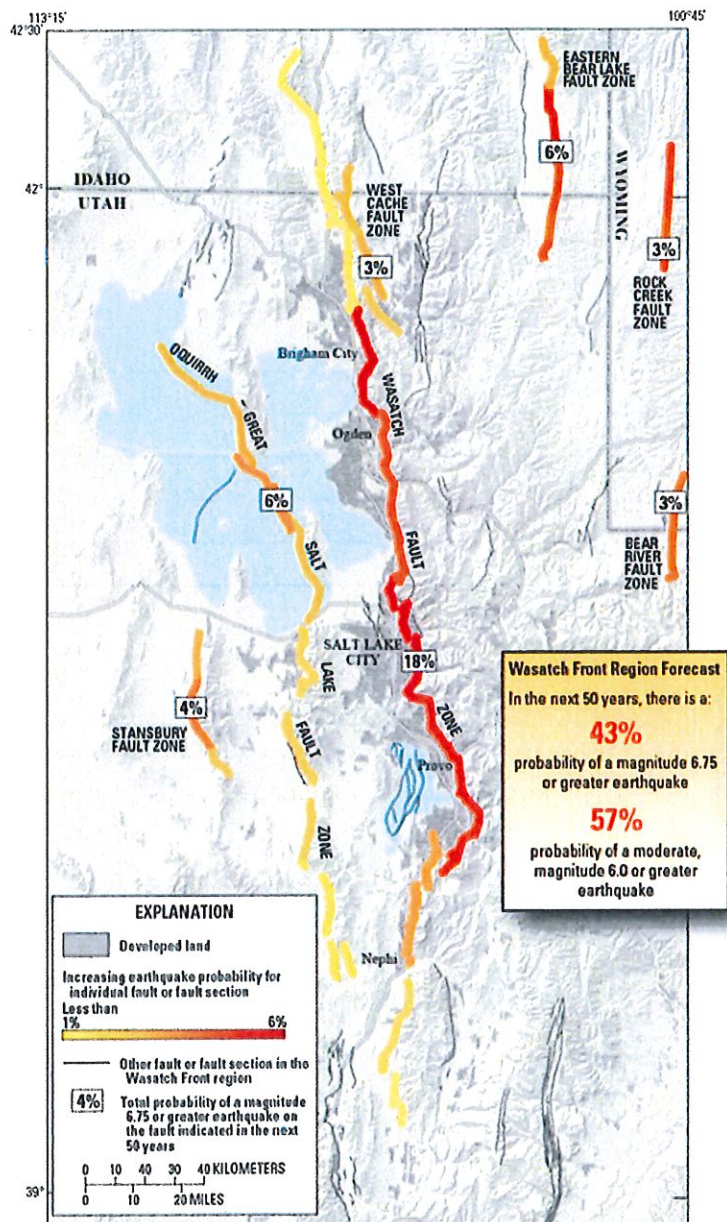 113°15'
100°45'
42°30'
EASTERN
BEAR LAKE
FAULT ZONE
6%
WYOMING
IDAHO
42°
UTAH
WEST
CACHE
FAULT
ZONE
3%
3%
ROCK
CREEK
FAULT
ZONE
Brigham City
OQUIRRH
WASATCH
– GREAT
Ogden
6%
3%
SALT
FAULT
BEAR
RIVER
FAULT
ZONE
SALT LAKE
CITY
18%
LAKE
ZONE
4%
STANSBURY
FAULT ZONE
FAULT
Provo
ZONE
Nephi
Wasatch Front Region Forecast
In the next 50 years, there is a:
43%
probability of a magnitude 6.75
or greater earthquake
57%
probability of a moderate,
magnitude 6.0 or greater
earthquake
EXPLANATION
Developed land
Increasing earthquake probability for
individual fault or fault section
Less than
1% 6%
Other fault or fault section in the
Wasatch Front region
4%
Total probability of a magnitude
6.75 or greater earthquake on
the fault indicated in the next
50 years
0 10 20 30 40 KILOMETERS
0 10 20 MILES
39°